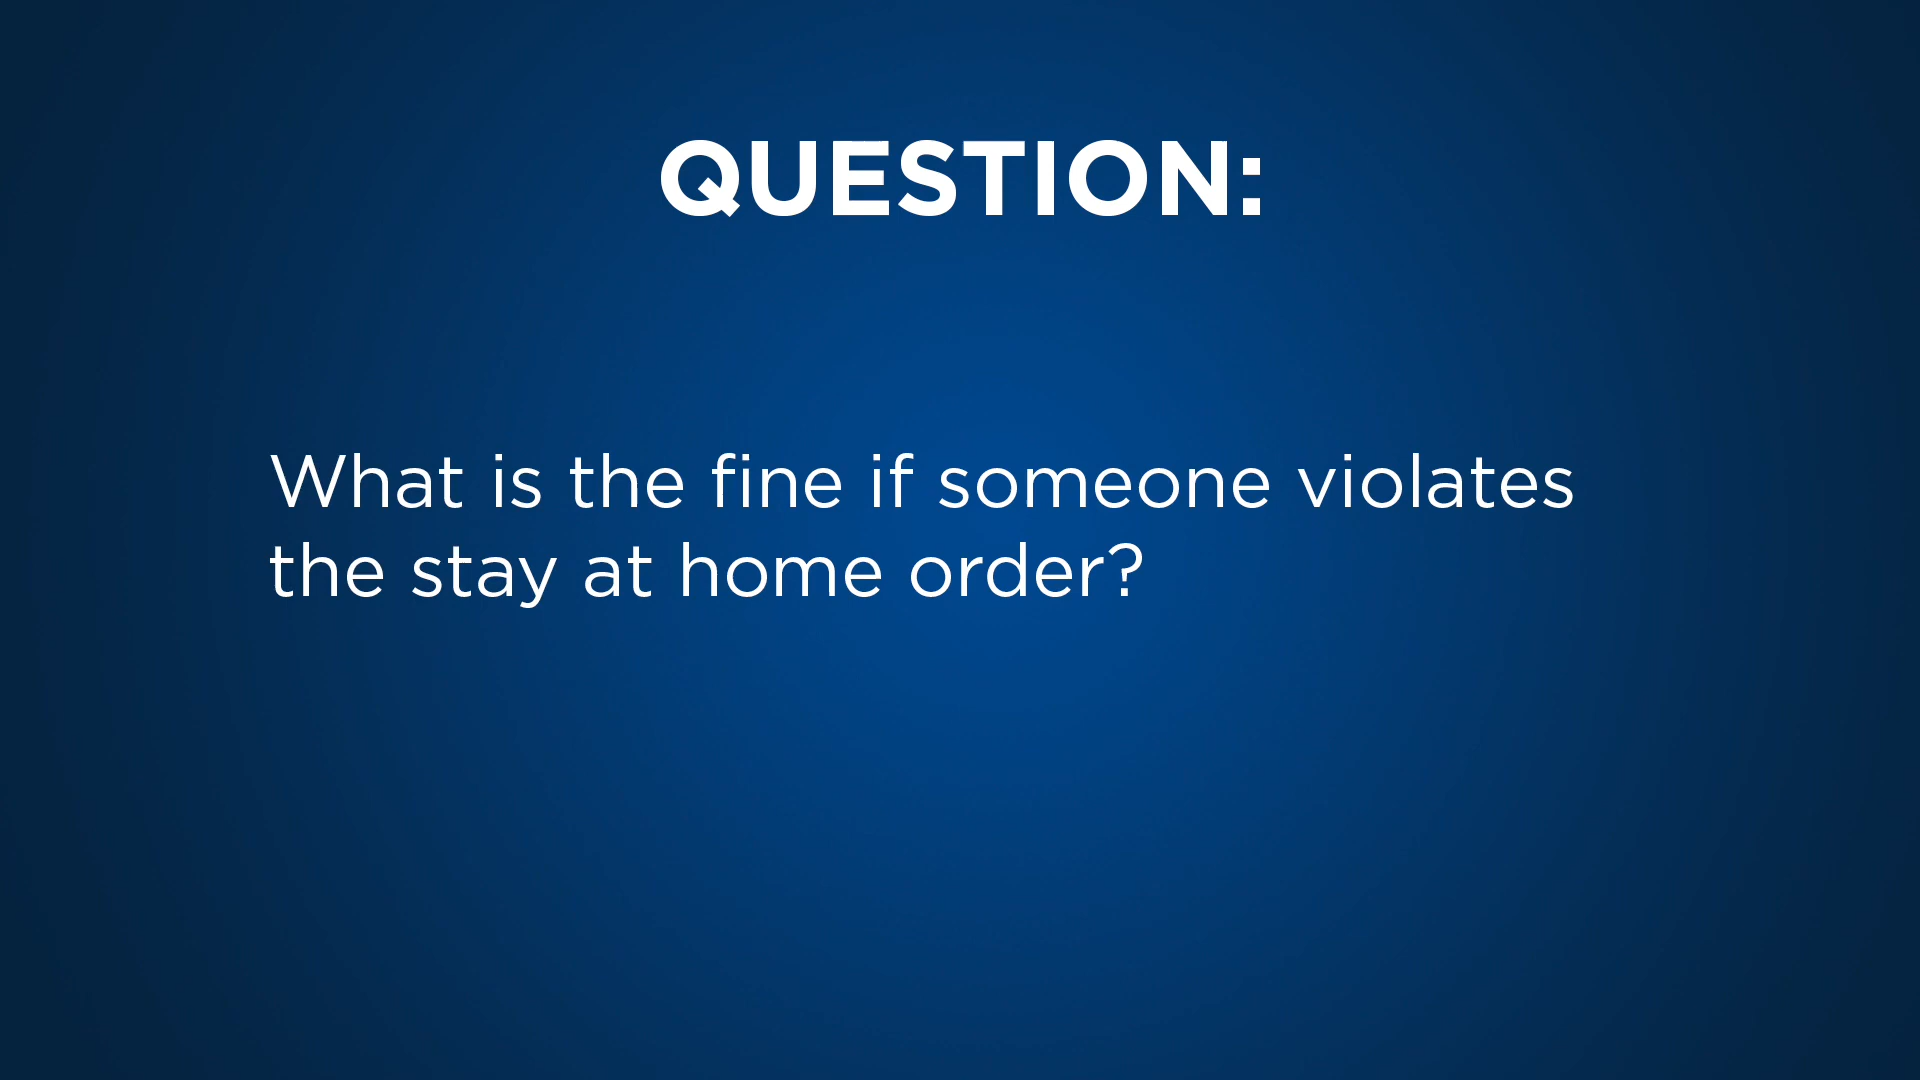 QUESTION:
What is the fine if someone violates
the stay at home order?